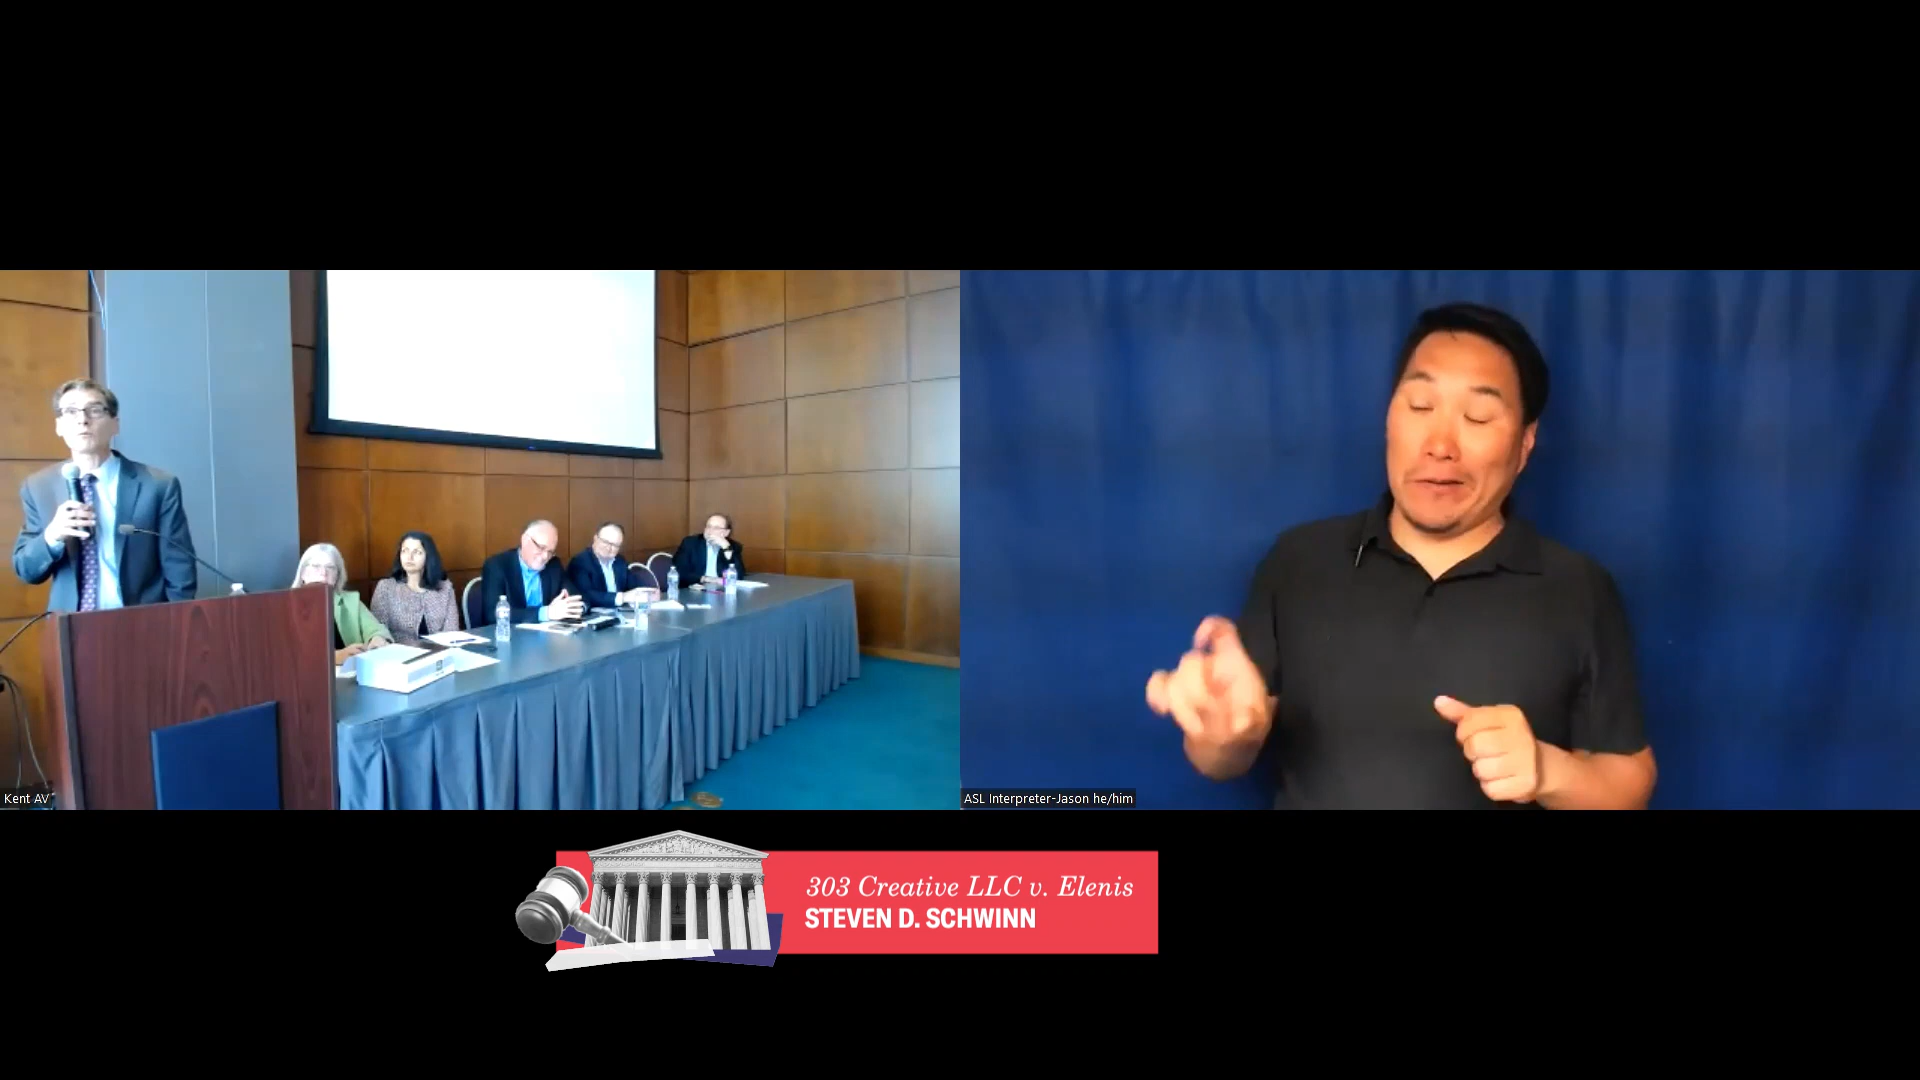 Kent AV
ASL Interpreter-Jason he/him
303 Creative LLC v. Elenis
STEVEN D. SCHWINN